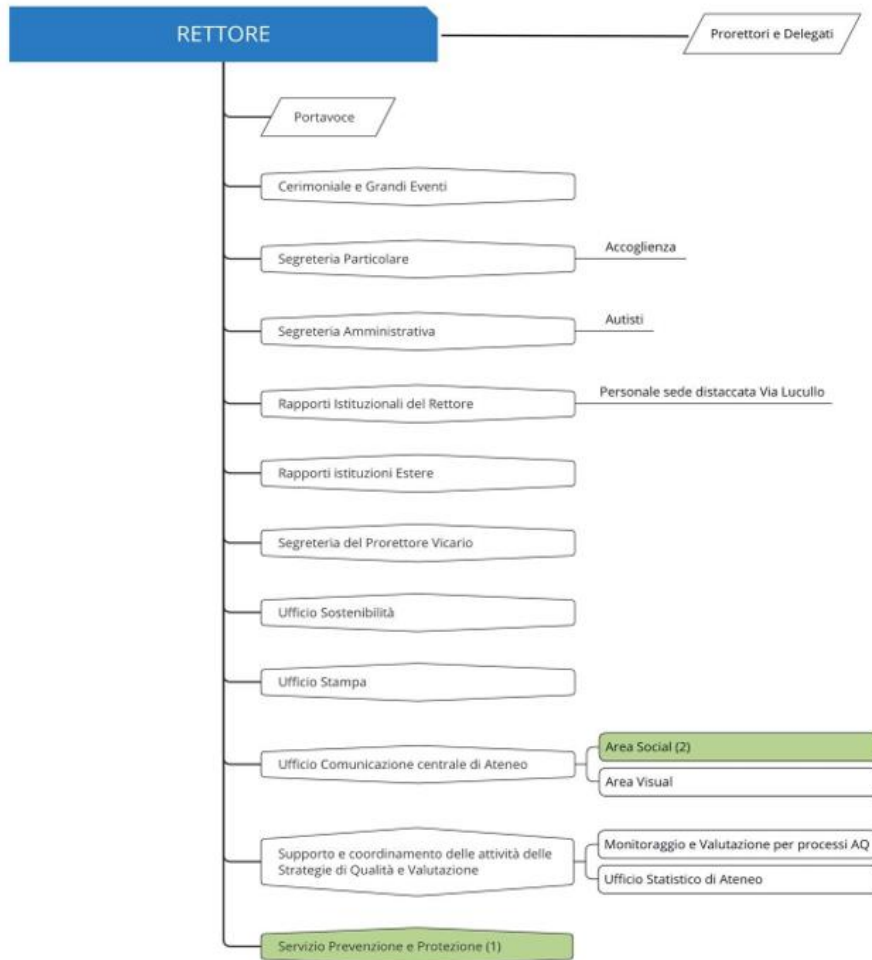 RETTORE
Prorettori e Delegati
Portavoce
Cerimoniale e Grandi Eventi
Segreteria Particolare
Accoglienza
Segreteria Amministrativa
Autisti
Rapporti Istituzionali del Rettore
Personale sede distaccata Via Lucullo
Rapporti istituzioni Estere
Segreteria del Prorettore Vicario
Ufficio Sostenibilità
Ufficio Stampa
Ufficio Comunicazione centrale di Ateneo
Area Social (2)
Area Visual
Supporto e coordinamento delle attività delle
Strategie di Qualità e Valutazione
Monitoraggio e Valutazione per processi AQ
Ufficio Statistico di Ateneo
Servizio Prevenzione e Protezione (1)